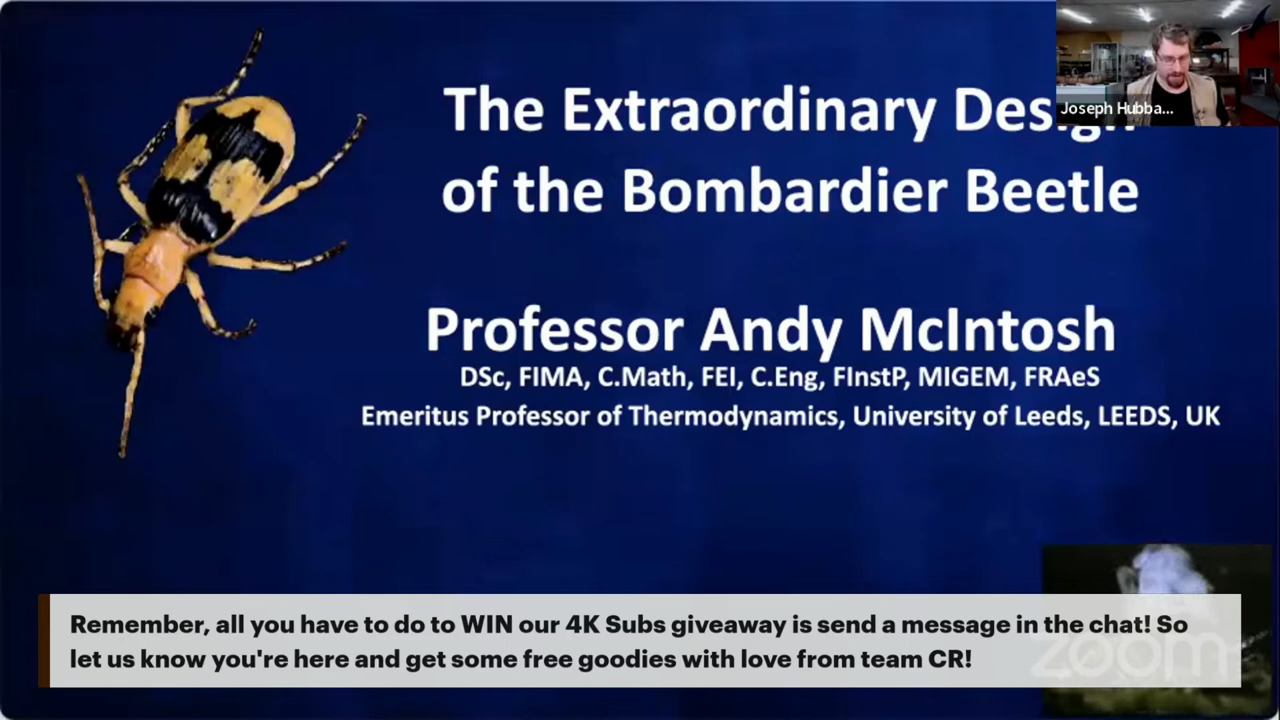 The Extraordinary Design
of the Bombardier Beetle
Joseph Hubba...
Professor Andy McIntosh
DSc, FIMA, C.Math, FEI, C.Eng, FInstP, MIGEM, FRAeS
Emeritus Professor of Thermodynamics, University of Leeds, LEEDS, UK
Remember, all you have to do to WIN our 4K Subs giveaway is send a message in the chat! So
let us know you're here and get some free goodies with love from team CR!
zoom